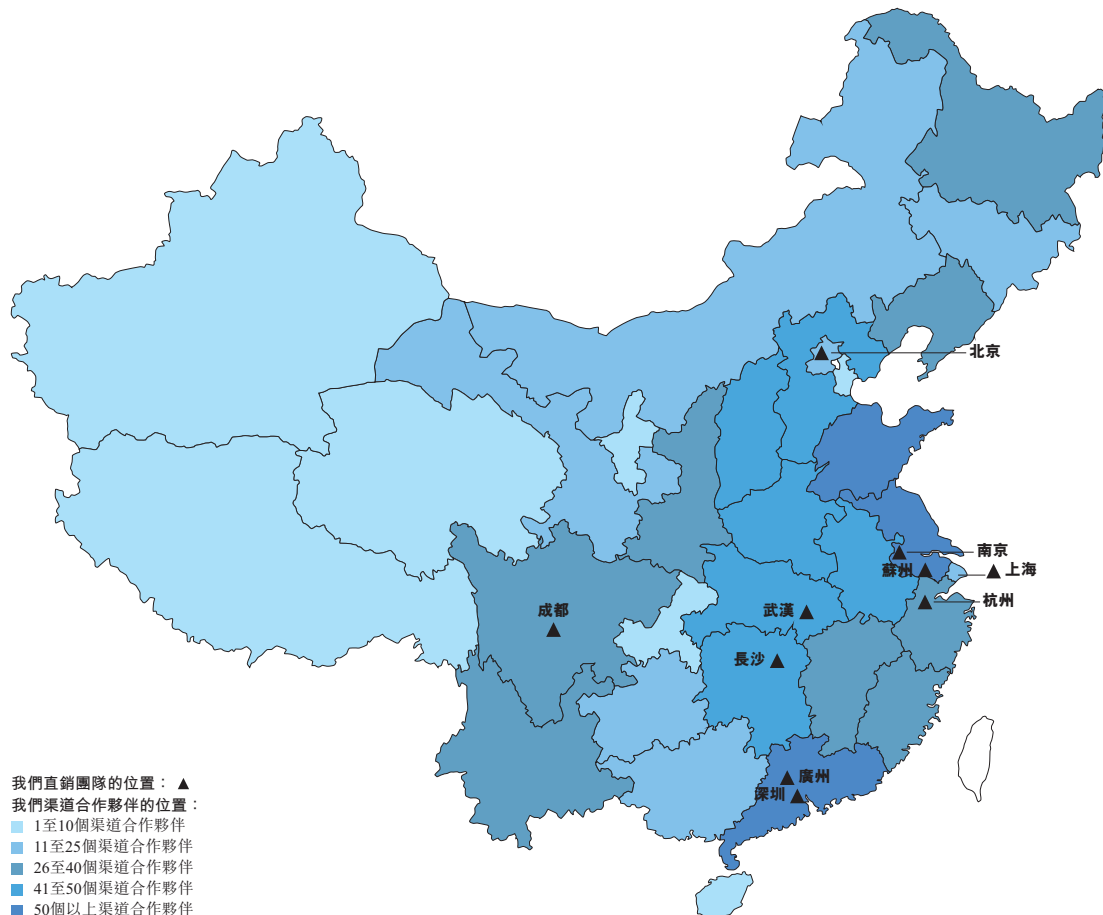 北京
南京
蘇州
上海
杭州
成都
武漢
長沙
廣州
深圳
我們直銷團隊的位置：▲
我們渠道合作夥伴的位置：
1至10個渠道合作夥伴
11至25個渠道合作夥伴
26至40個渠道合作夥伴
41至50個渠道合作夥伴
50個以上渠道合作夥伴